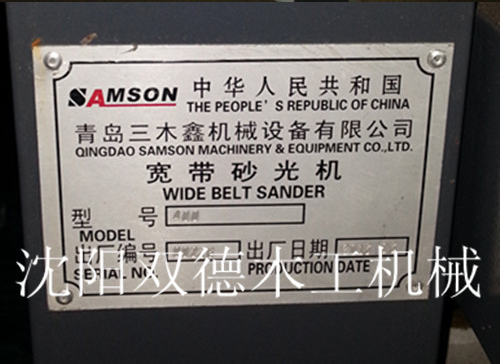 SAMSON 中华人民共和国
THE PEOPLE'S REPUBLIC OF CHINA
青岛三木鑫机械设备有限公司
QINGDAO SAMSON MACHINERY & EQUIPMENT CO.,LTD.
宽带砂光机
WIDE BELT SANDER
型号
MODEL
出厂编号 出厂日期
SERIAL NO. PRODUCTION DATE
沈阳双德木工机械